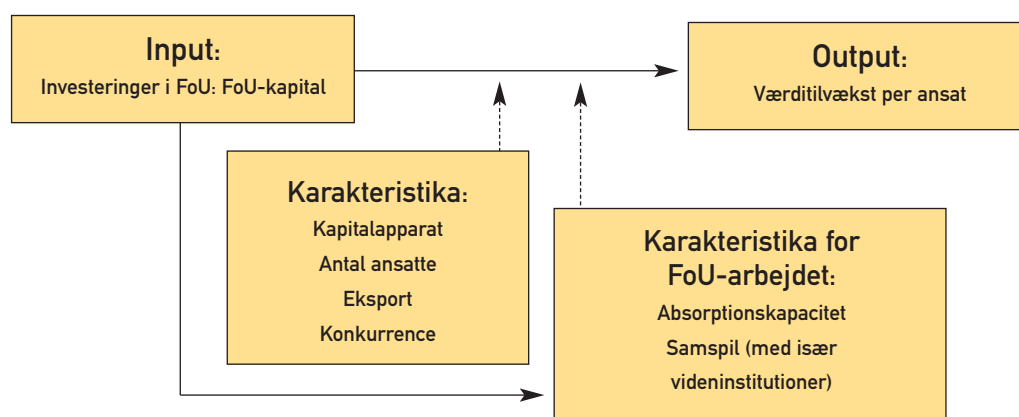 Input:
Investeringer i FoU: FoU-kapital
Output:
Værditilvækst per ansat
Karakteristika:
Kapitalapparat
Antal ansatte
Eksport
Konkurrence
Karakteristika for
FoU-arbejdet:
Absorptionskapacitet
Samspil (med især
videninstitutioner)